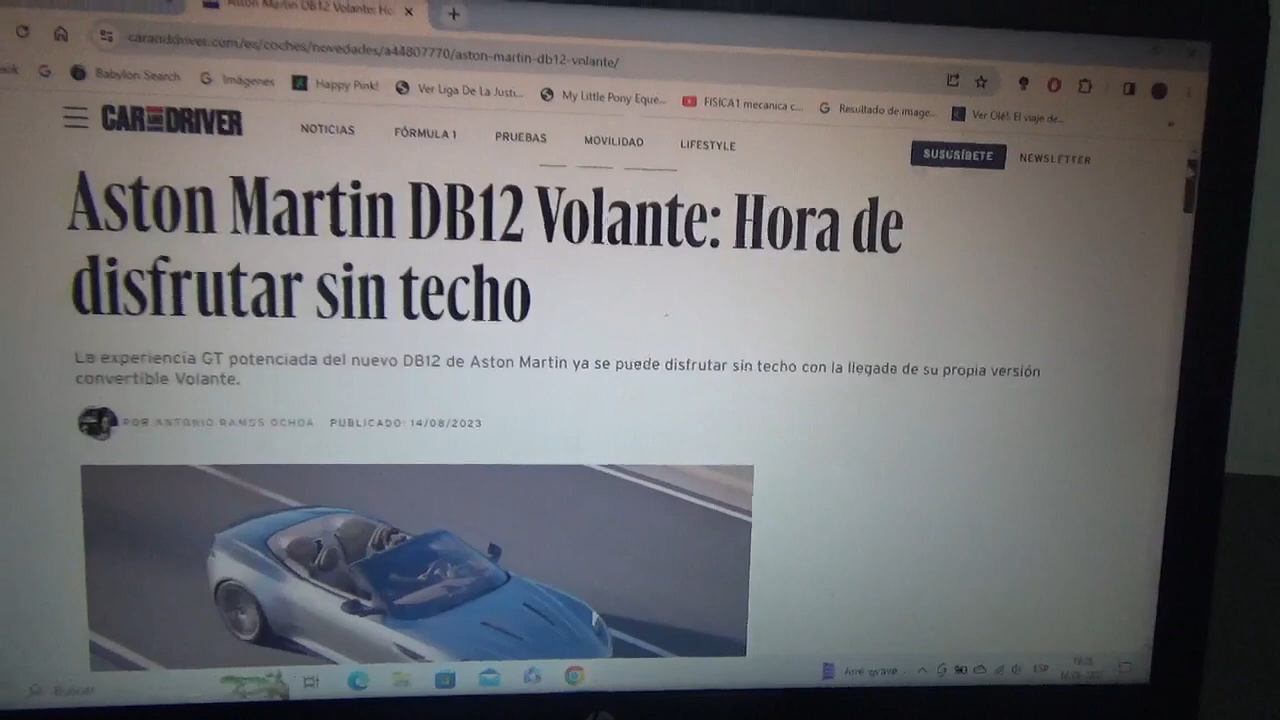 Aston Martin DB12 Volante: Ho
caranddriver.com/es/coches/novedades/a44807770/aston-martin-db12-volante/
Babylon Search
Imágenes
Happy Pink!
Ver Liga De La Justi...
My Little Pony Eque...
FISICA1 mecanica c...
Resultado de image...
Ver Olé!. El viaje de...
CAR AND DRIVER
NOTICIAS
FÓRMULA 1
PRUEBAS
MOVILIDAD
LIFESTYLE
SUSCSÍBETE
NEWSLETTER
Aston Martin DB12 Volante: Hora de
disfrutar sin techo
La experiencia GT potenciada del nuevo DB12 de Aston Martin ya se puede disfrutar sin techo con la llegada de su propia versión
convertible Volante.
POR ANTONIO RAMOS OCHOA PUBLICADO: 14/08/2023
Buscar
ESP